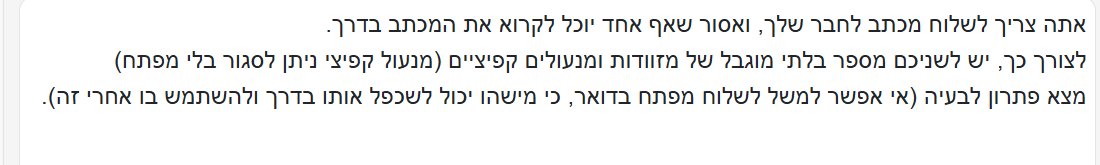 אתה צריך לשלוח מכתב לחבר שלך, ואסור שאף אחד יוכל לקרוא את המכתב בדרך.
לצורך כך, יש לשניכם מספר בלתי מוגבל של מזוודות ומנעולים קפיציים (מנעול קפיצי ניתן לסגור בלי מפתח)
מצא פתרון לבעיה (אי אפשר למשל לשלוח מפתח בדואר, כי מישהו יכול לשכפל אותו בדרך ולהשתמש בו אחרי זה).